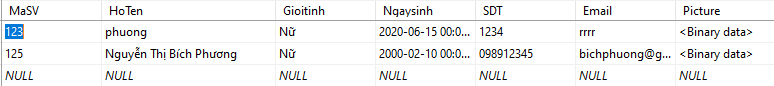 MaSV HoTen Gioitinh Ngaysinh SDT Email Picture
123 phuong Nữ 2020-06-15 00:0... 1234 rrrr <Binary data>
125 Nguyễn Thị Bích Phương Nữ 2000-02-10 00:0... 098912345 bichphuong@g... <Binary data>
NULL NULL NULL NULL NULL NULL NULL